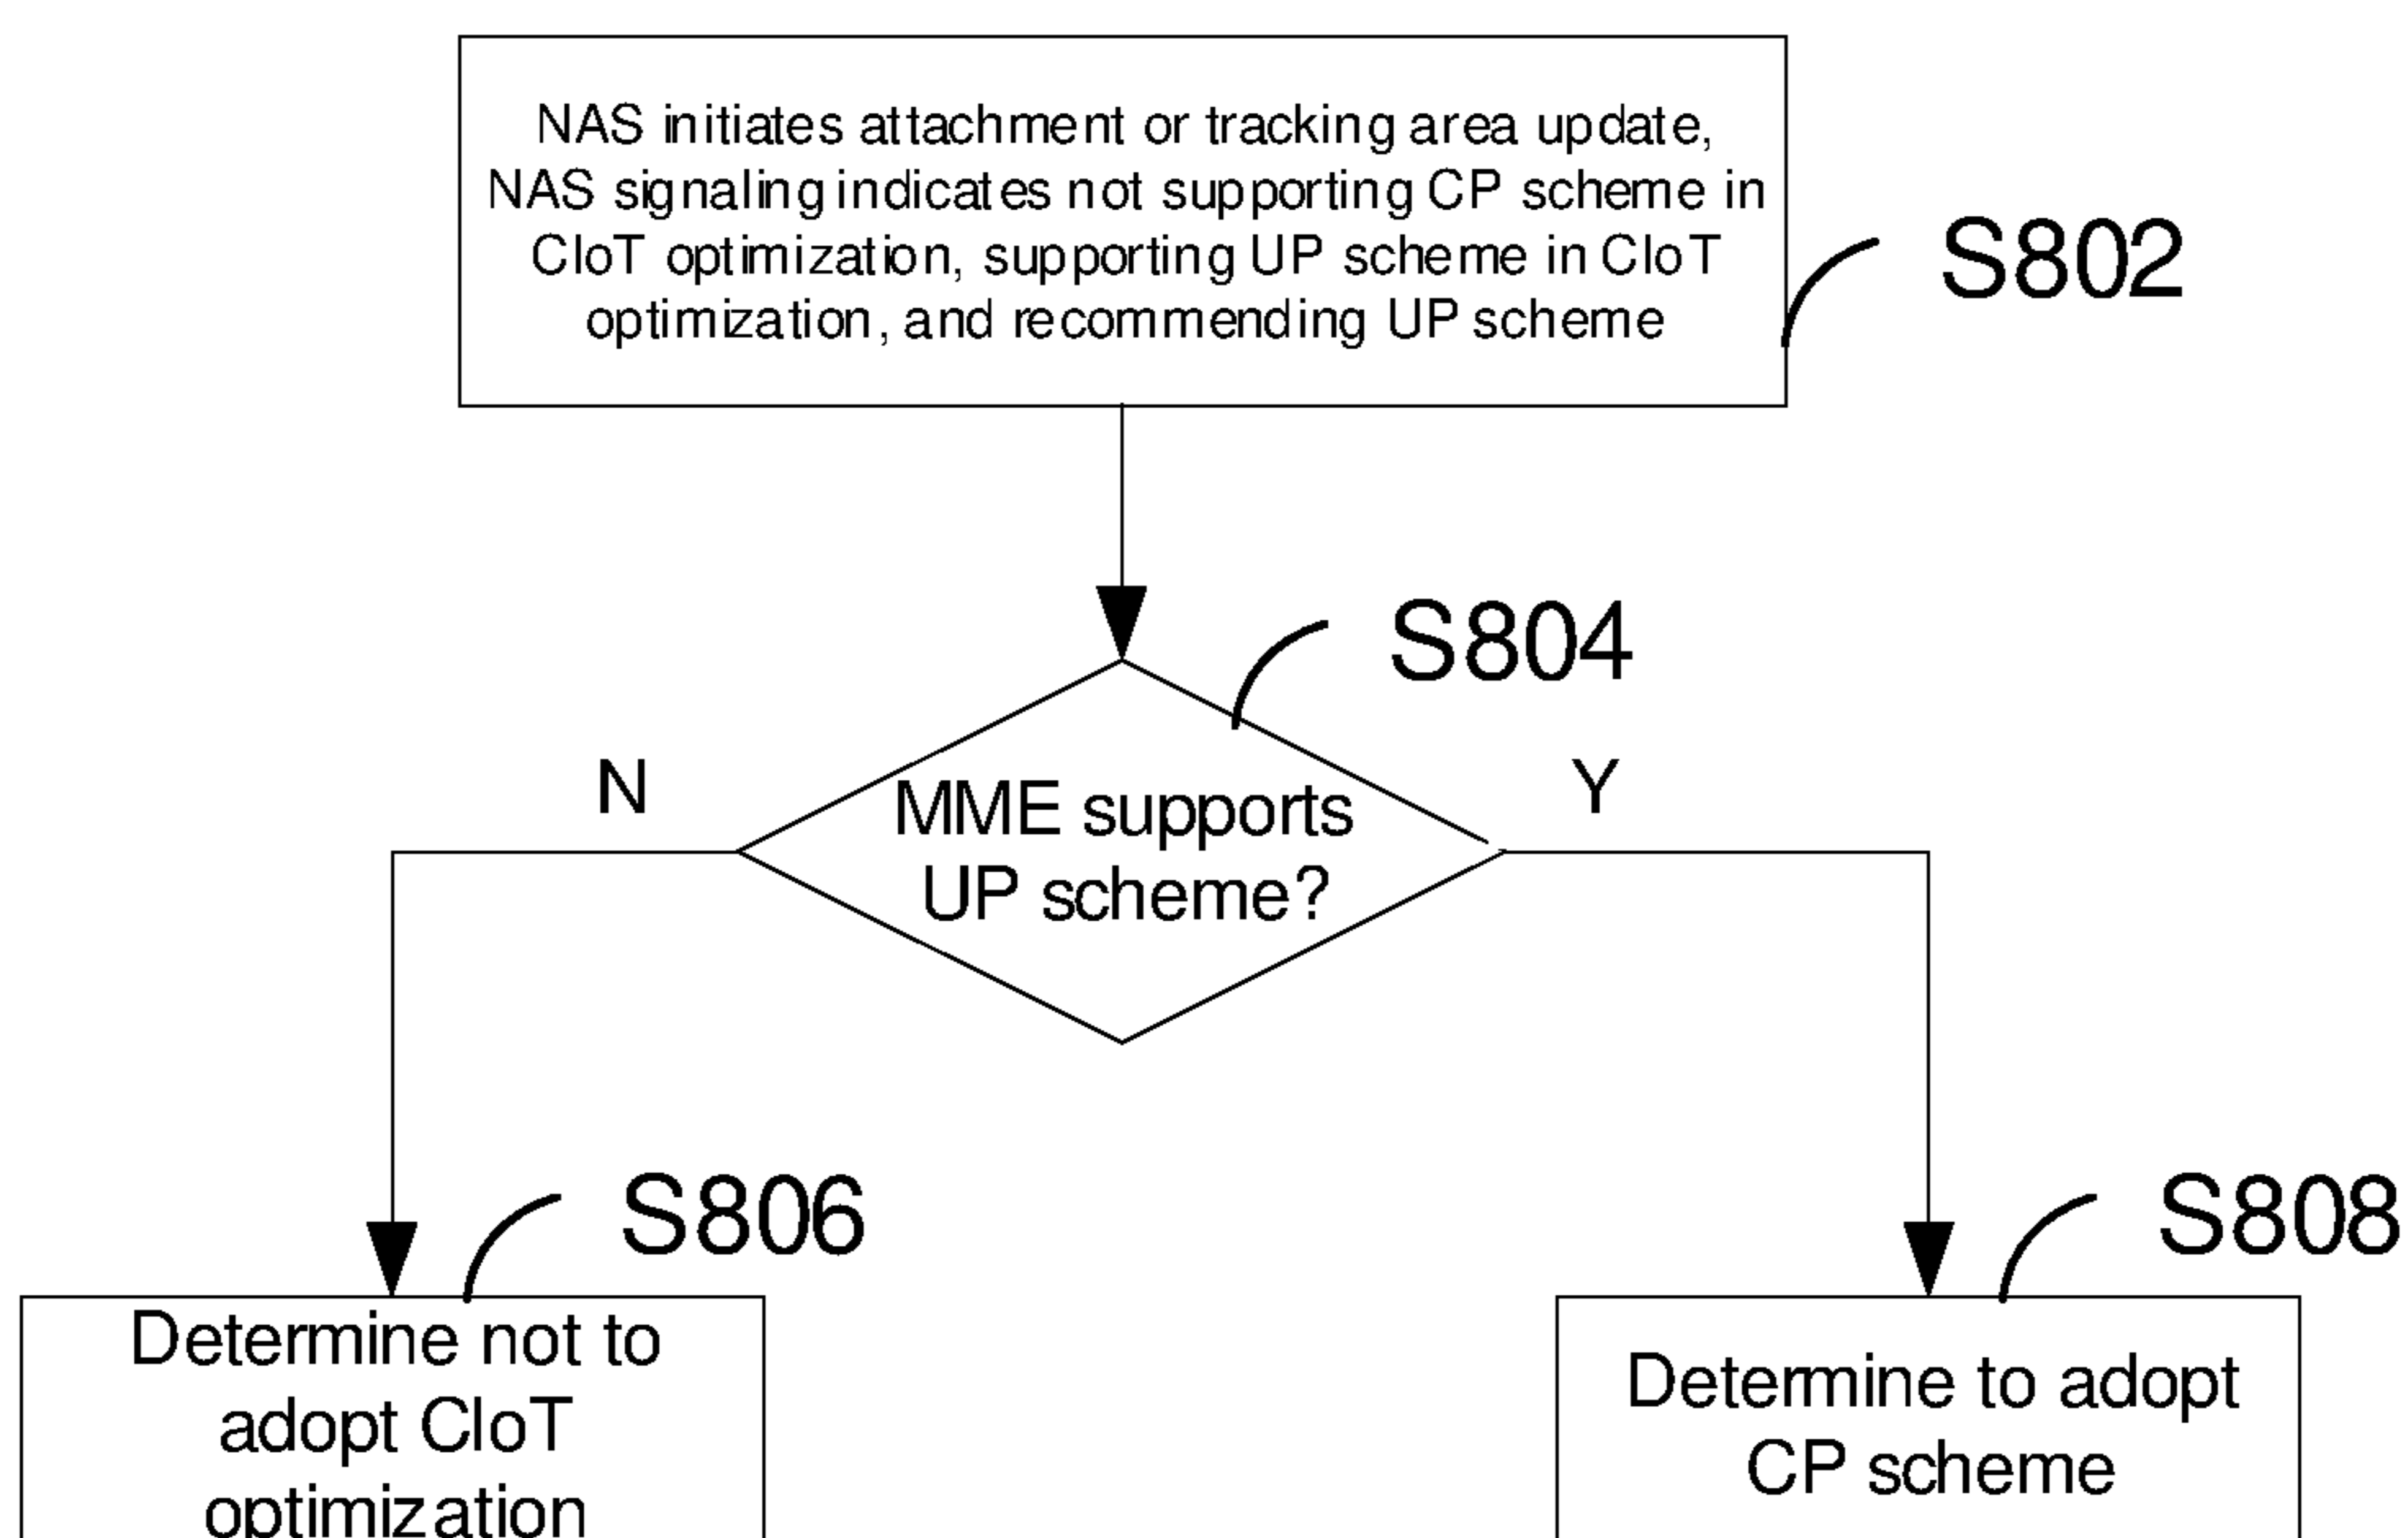 NAS initiates attachment or tracking area update,
NAS signaling indicates not supporting CP scheme in
CIoT optimization, supporting UP scheme in CIoT
optimization, and recommending UP scheme
S802
S804
N
Y
MME supports
UP scheme?
S806
S808
Determine not to
adopt CIoT
optimization
Determine to adopt
CP scheme